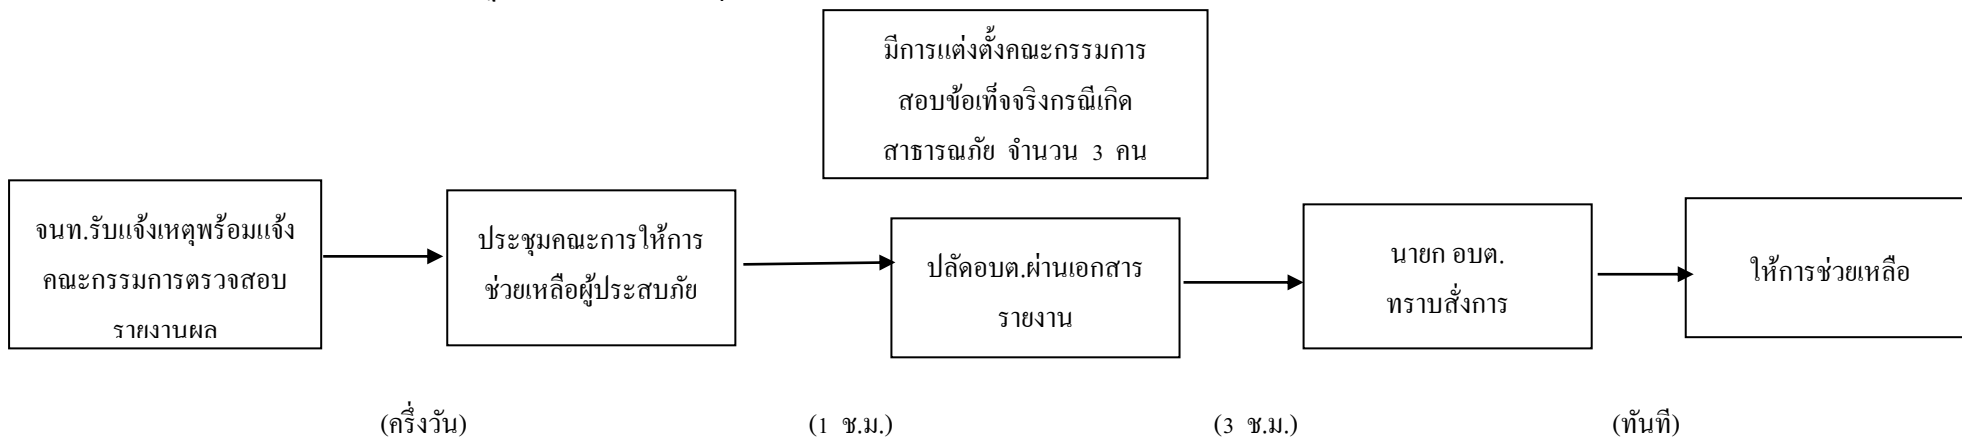 มีการแต่งตั้งคณะกรรมการ
สอบข้อเท็จจริงกรณีเกิด
สาธารณภัย จำนวน 3 คน
จนท.รับแจ้งเหตุพร้อมแจ้ง
คณะกรรมการตรวจสอบ
รายงานผล
ประชุมคณะการให้การ
ช่วยเหลือผู้ประสบภัย
ปลัดอบต.ผ่านเอกสาร
รายงาน
นายก อบต.
ทราบสั่งการ
ให้การช่วยเหลือ
(ครึ่งวัน)
(1 ช.ม.)
(3 ช.ม.)
(ทันที)